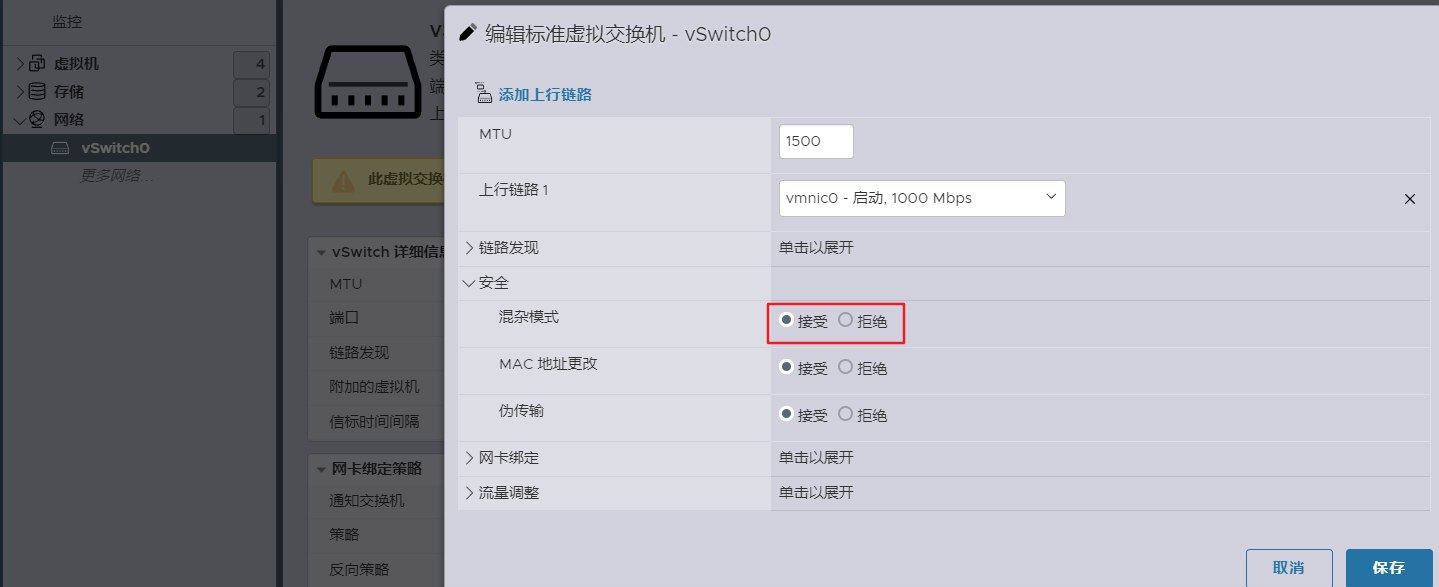 监控
虚拟机 4
存储 2
网络 1
vSwitch0
更多网络...
类
端
上
此虚拟交换
vSwitch 详细信息
MTU
端口
链路发现
附加的虚拟机
信标时间间隔
网卡绑定策略
通知交换机
策略
反向策略
编辑标准虚拟交换机 - vSwitch0
添加上行链路
MTU 1500
上行链路 1 vmnic0 - 启动, 1000 Mbps
链路发现 单击以展开
安全
混杂模式 接受 拒绝
MAC 地址更改 接受 拒绝
伪传输 接受 拒绝
网卡绑定 单击以展开
流量调整 单击以展开
取消 保存